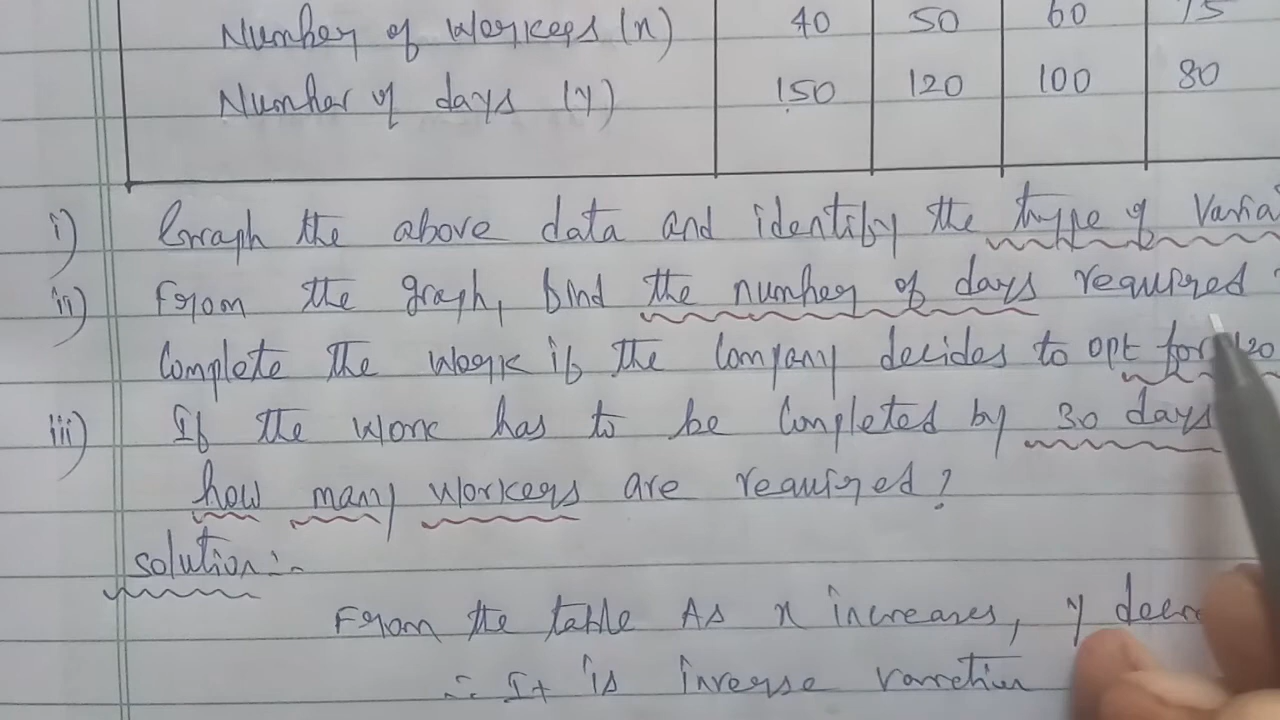 Number of workers (x) 40 50 60 75
Number of days (y) 150 120 100 80
i) Graph the above data and identify the type of Varia
ii) From the graph, find the number of days required
Complete the work if the company decides to opt for 120
iii) If the work has to be Completed by 30 days
how many workers are required?
solution:-
From the table As x increases, y decre
∴ It is inverse variation